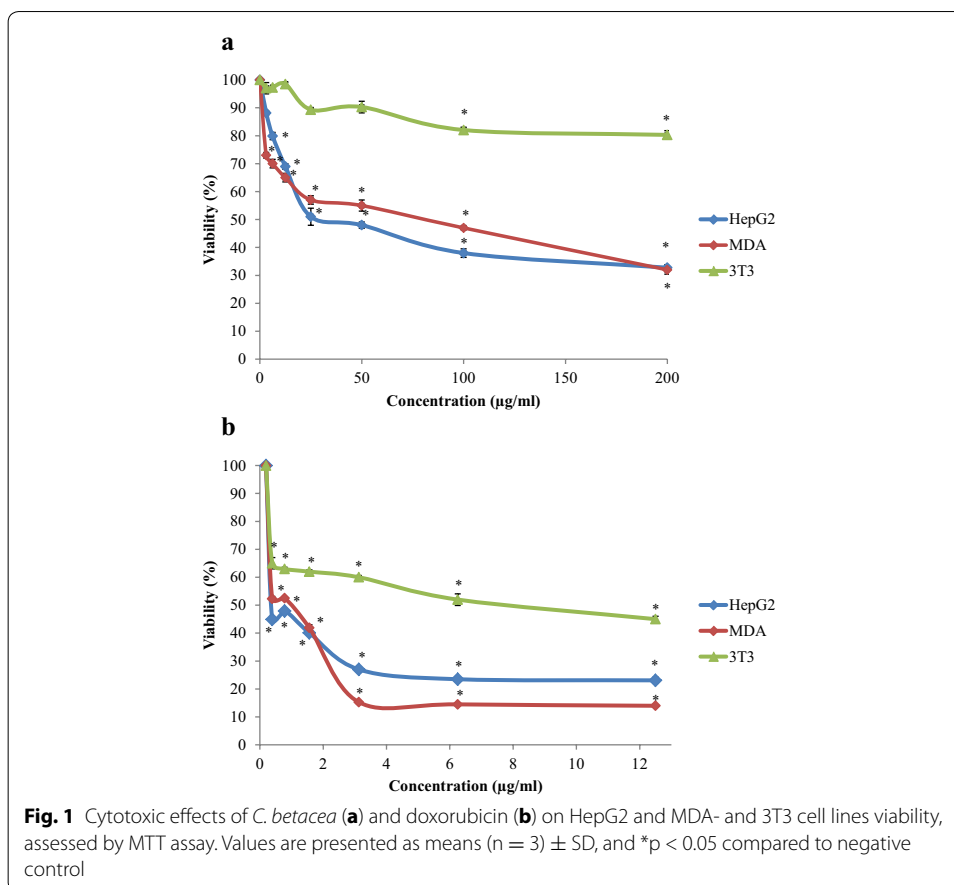 a
100
90
80
70
60
50
40
30
20
10
0
Viability (%)
0 50 100 150 200
Concentration (µg/ml)
HepG2
MDA
3T3
b
100
90
80
70
60
50
40
30
20
10
0
Viability (%)
0 2 4 6 8 10 12
Concentration (µg/ml)
HepG2
MDA
3T3
Fig. 1 Cytotoxic effects of C. betacea (a) and doxorubicin (b) on HepG2 and MDA- and 3T3 cell lines viability,
assessed by MTT assay. Values are presented as means (n = 3) ± SD, and *p < 0.05 compared to negative
control